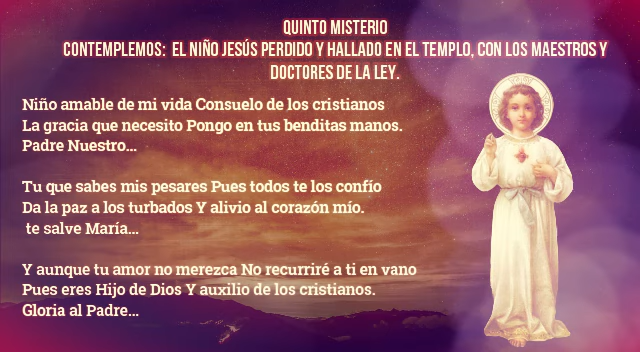 QUINTO MISTERIO
CONTEMPLEMOS: EL NIÑO JESÚS PERDIDO Y HALLADO EN EL TEMPLO, CON LOS MAESTROS Y
DOCTORES DE LA LEY.
Niño amable de mi vida Consuelo de los cristianos
La gracia que necesito Pongo en tus benditas manos.
Padre Nuestro...
Tu que sabes mis pesares Pues todos te los confío
Da la paz a los turbados Y alivio al corazón mío.
te salve María...
Y aunque tu amor no merezca No recurriré a ti en vano
Pues eres Hijo de Dios Y auxilio de los cristianos.
Gloria al Padre...